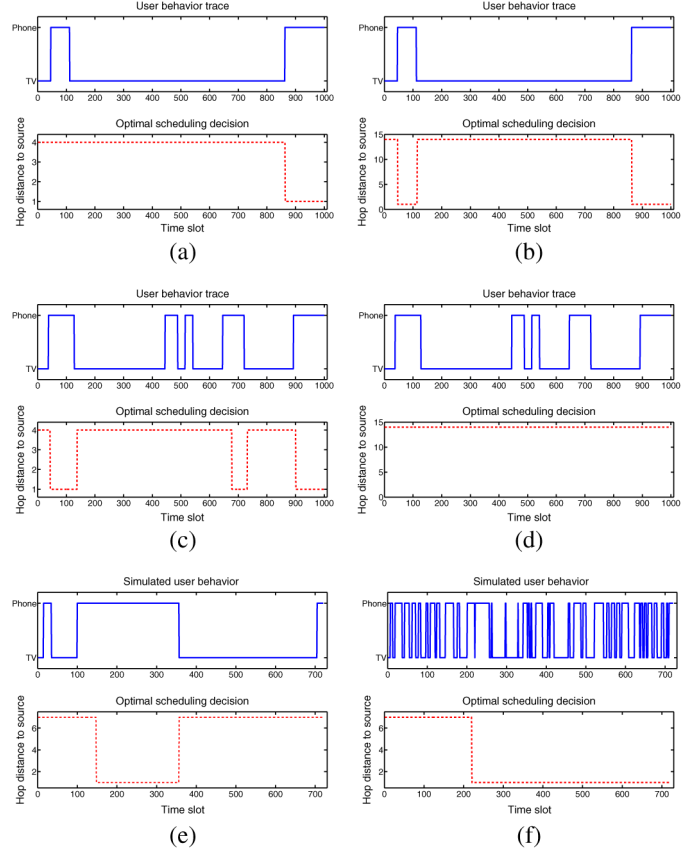 User behavior trace
Phone
TV
0 100 200 300 400 500 600 700 800 900 1000
Optimal scheduling decision
Hop distance to source
4
3
2
1
0 100 200 300 400 500 600 700 800 900 1000
Time slot
(a)
User behavior trace
Phone
TV
0 100 200 300 400 500 600 700 800 900 1000
Optimal scheduling decision
Hop distance to source
15
10
5
0
0 100 200 300 400 500 600 700 800 900 1000
Time slot
(b)
User behavior trace
Phone
TV
0 100 200 300 400 500 600 700 800 900 1000
Optimal scheduling decision
Hop distance to source
4
3
2
1
0 100 200 300 400 500 600 700 800 900 1000
Time slot
(c)
User behavior trace
Phone
TV
0 100 200 300 400 500 600 700 800 900 1000
Optimal scheduling decision
Hop distance to source
15
10
5
0
0 100 200 300 400 500 600 700 800 900 1000
Time slot
(d)
Simulated user behavior
Phone
TV
0 100 200 300 400 500 600 700
Optimal scheduling decision
Hop distance to source
6
4
2
0 100 200 300 400 500 600 700
Time slot
(e)
Simulated user behavior
Phone
TV
0 100 200 300 400 500 600 700
Optimal scheduling decision
Hop distance to source
6
4
2
0 200 400 600
Time slot
(f)